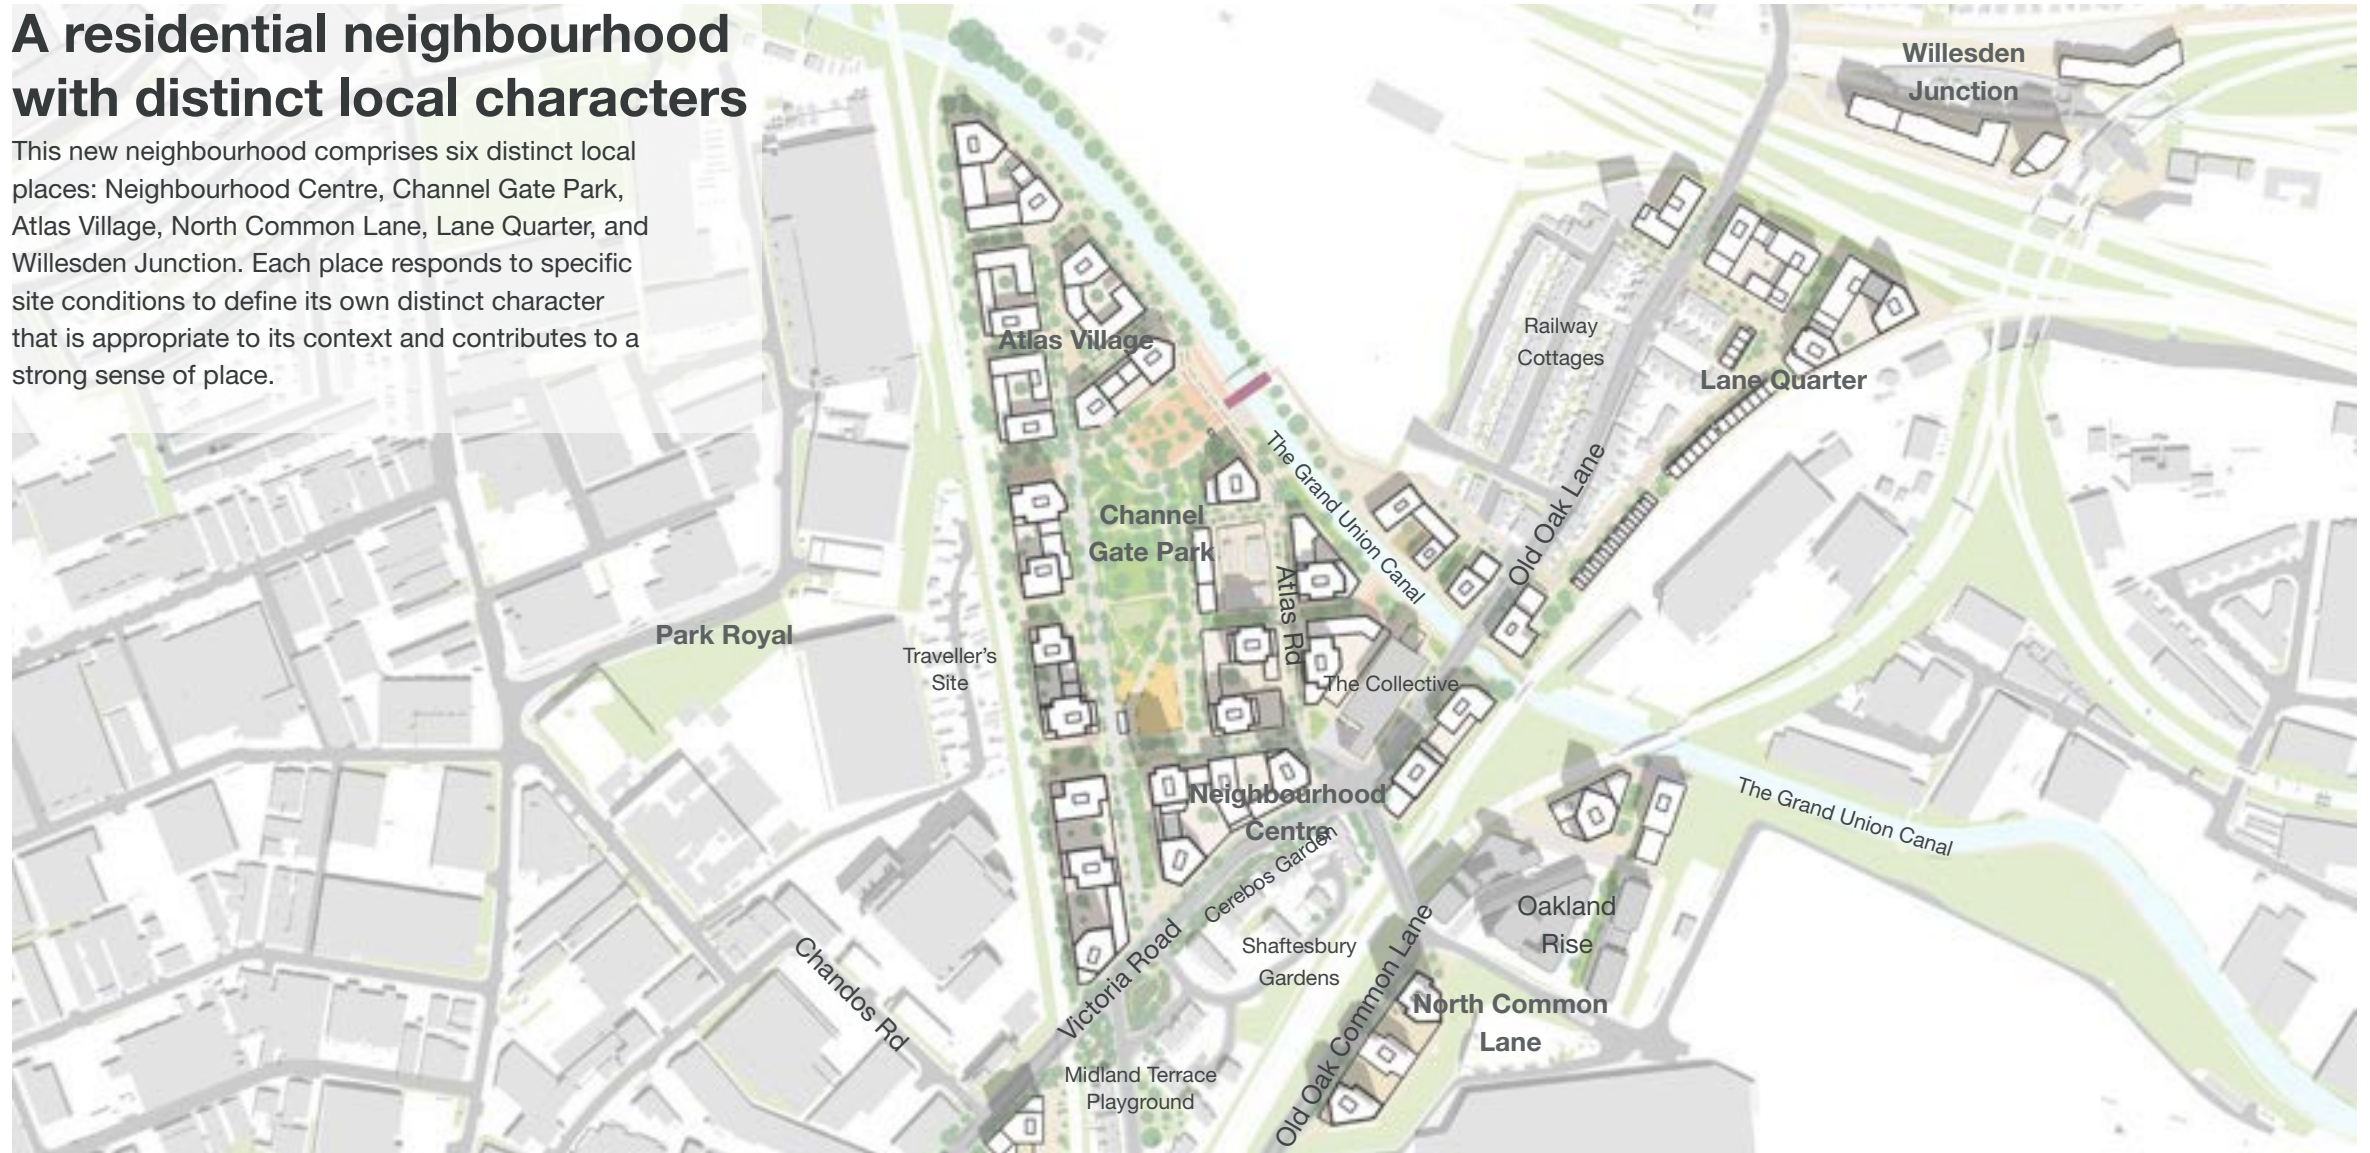 A residential neighbourhood
with distinct local characters
This new neighbourhood comprises six distinct local
places: Neighbourhood Centre, Channel Gate Park,
Atlas Village, North Common Lane, Lane Quarter, and
Willesden Junction. Each place responds to specific
site conditions to define its own distinct character
that is appropriate to its context and contributes to a
strong sense of place.
Willesden
Junction
Railway
Cottages
Atlas Village
Lane Quarter
The Grand Union Canal
Old Oak Lane
Channel
Gate Park
Atlas Rd
Park Royal
Traveller’s
Site
The Collective
Neighbourhood
Centre
Cerebos Garden
The Grand Union Canal
Oakland
Rise
Shaftesbury
Gardens
Victoria Road
Chandos Rd
Old Oak Common Lane
North Common
Lane
Midland Terrace
Playground